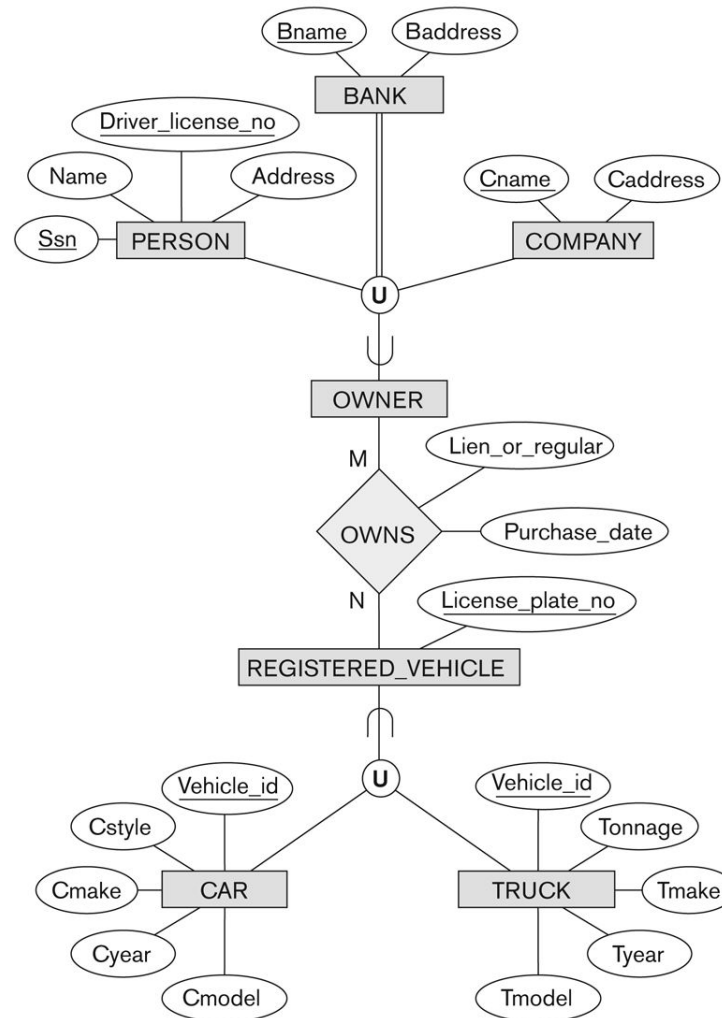 Bname
Baddress
BANK
Driver_license_no
Name
Address
Cname
Caddress
Ssn
PERSON
COMPANY
U
OWNER
M
Lien_or_regular
OWNS
Purchase_date
N
License_plate_no
REGISTERED_VEHICLE
U
Vehicle_id
Vehicle_id
Cstyle
Tonnage
Cmake
CAR
TRUCK
Tmake
Cyear
Tyear
Cmodel
Tmodel